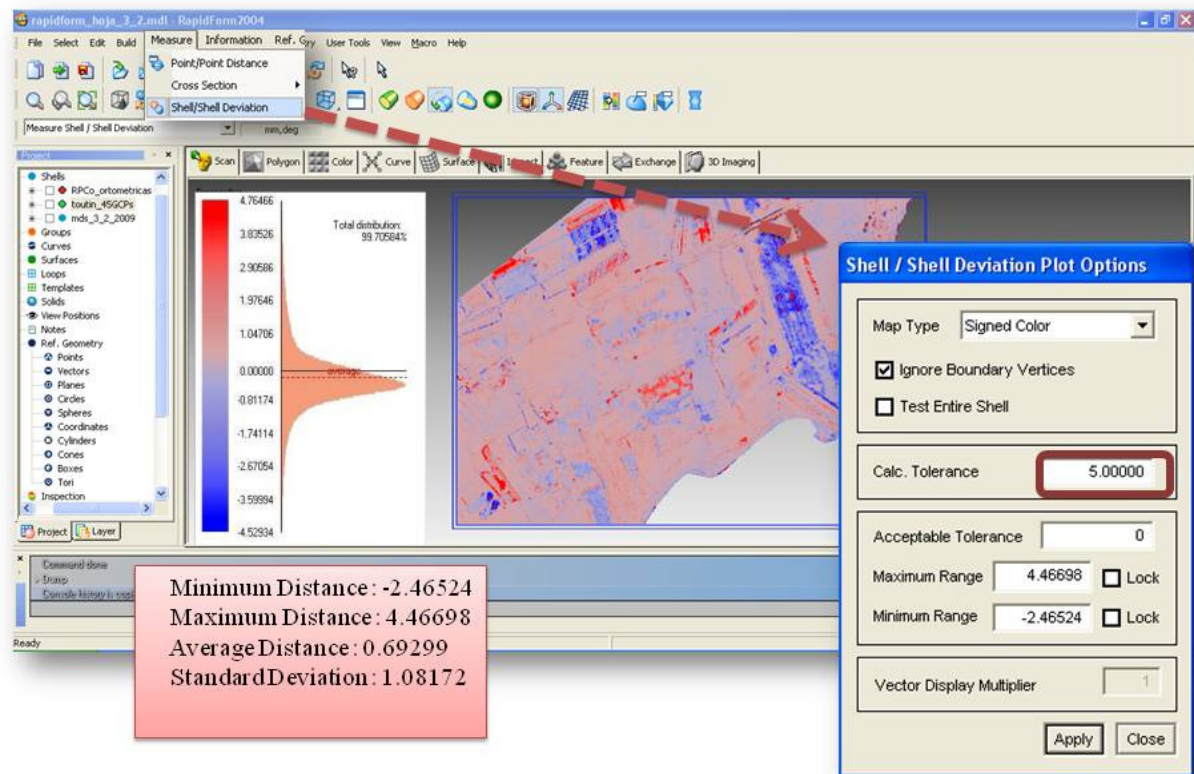 rapidform_hoja_3_2.mdl - RapidForm2004
File Select Edit Build Measure Information Ref. User Tools View Macro Help
Point/Point Distance
Cross Section
Shell/Shell Deviation
Measure Shell / Shell Deviation
mm,deg
Project
Scan Polygon Color Curve Surface Feature Exchange 3D Imaging
Shells
RPCo_ortometricas
toutin_45GCPs
mds_3_2_2009
Groups
Curves
Surfaces
Loops
Templates
Solids
View Positions
Notes
Ref. Geometry
Points
Vectors
Planes
Circles
Spheres
Coordinates
Cylinders
Cones
Boxes
Tori
Inspection
Project Layer
4.76466
3.83526
2.90586
1.97646
1.04706
0.00000
-0.81174
-1.74114
-2.67054
-3.59994
-4.52934
Total distribution:
99.70584%
average
Shell / Shell Deviation Plot Options
Map Type Signed Color
Ignore Boundary Vertices
Test Entire Shell
Calc. Tolerance 5.00000
Acceptable Tolerance 0
Maximum Range 4.46698 Lock
Minimum Range -2.46524 Lock
Vector Display Multiplier 1
Apply Close
Command done
Dump
Console history is
Ready
Minimum Distance: -2.46524
Maximum Distance: 4.46698
Average Distance: 0.69299
Standard Deviation: 1.08172